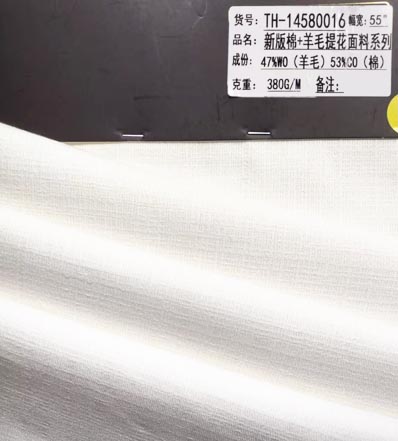 货号: TH-14580016 幅宽: 55"
品名: 新版棉+羊毛提花面料系列
成份: 47%WO (羊毛) 53%CO (棉)
克重: 380G/M 备注: